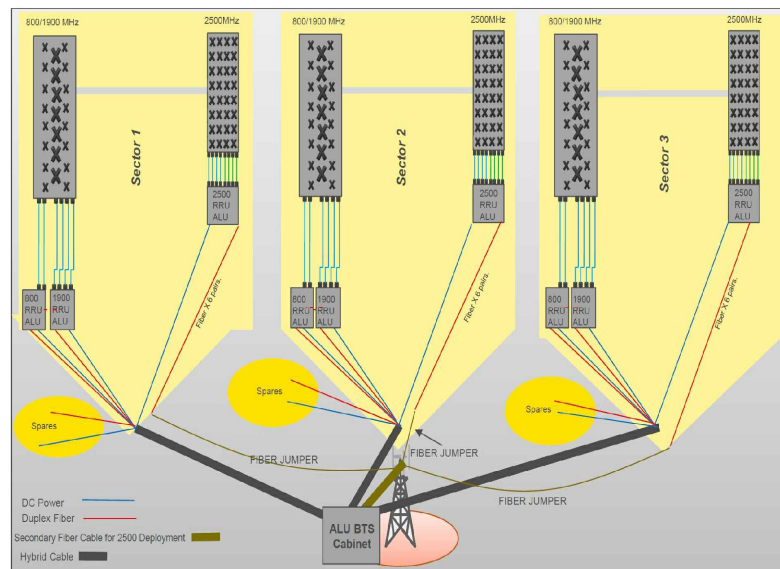 800/1900 MHz
2500MHz
800/1900 MHz
2500MHz
800/1900 MHz
2500MHz
Sector 1
Sector 2
Sector 3
2500
RRU
ALU
2500
RRU
ALU
2500
RRU
ALU
800
RRU
ALU
1900
RRU
ALU
800
RRU
ALU
1900
RRU
ALU
800
RRU
ALU
1900
RRU
ALU
Fiber X 6 pairs.
Fiber X 6 pairs.
Fiber X 6 pairs.
Spares
Spares
Spares
FIBER JUMPER
FIBER JUMPER
FIBER JUMPER
DC Power
Duplex Fiber
Secondary Fiber Cable for 2500 Deployment
Hybrid Cable
ALU BTS
Cabinet